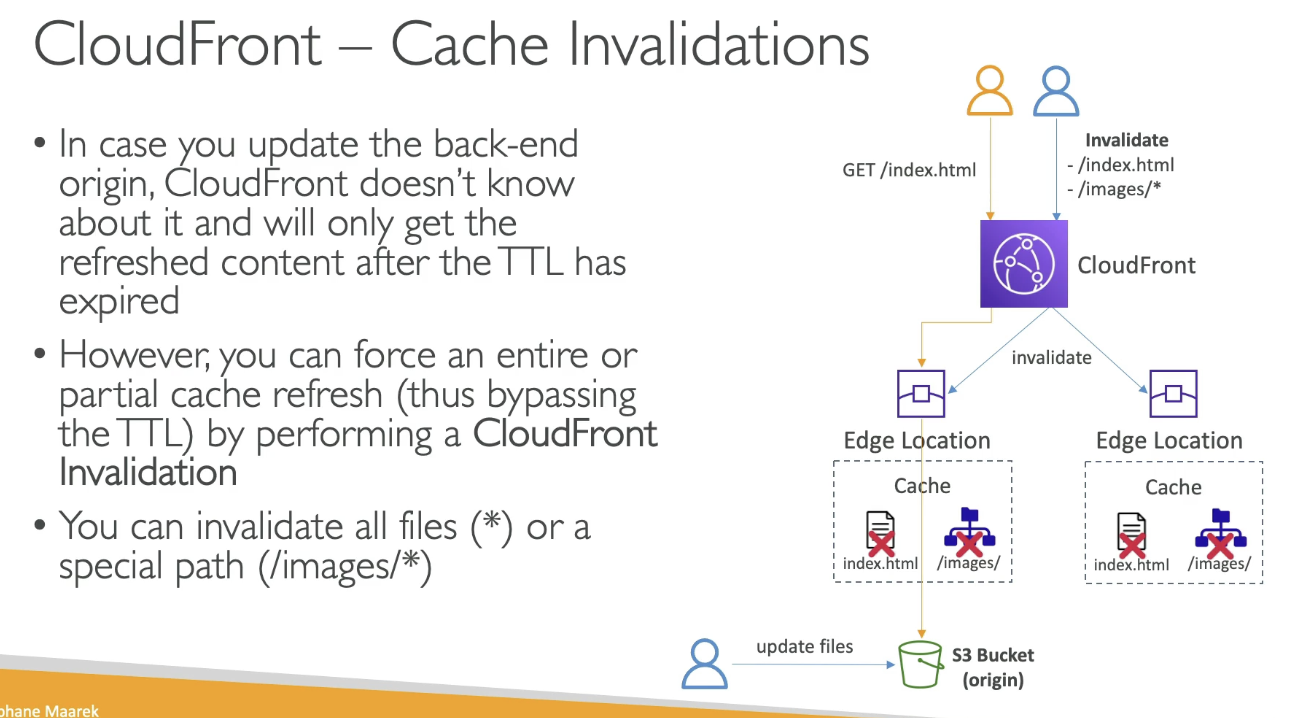 CloudFront – Cache Invalidations
• In case you update the back-end
origin, CloudFront doesn't know
about it and will only get the
refreshed content after the TTL has
expired
• However, you can force an entire or
partial cache refresh (thus bypassing
the TTL) by performing a CloudFront
Invalidation
• You can invalidate all files (*) or a
special path (/images/*)
GET /index.html
Invalidate
- /index.html
- /images/*
CloudFront
invalidate
Edge Location
Cache
index.html
/images/
Edge Location
Cache
index.html
/images/
update files
S3 Bucket
(origin)
phane Maarek